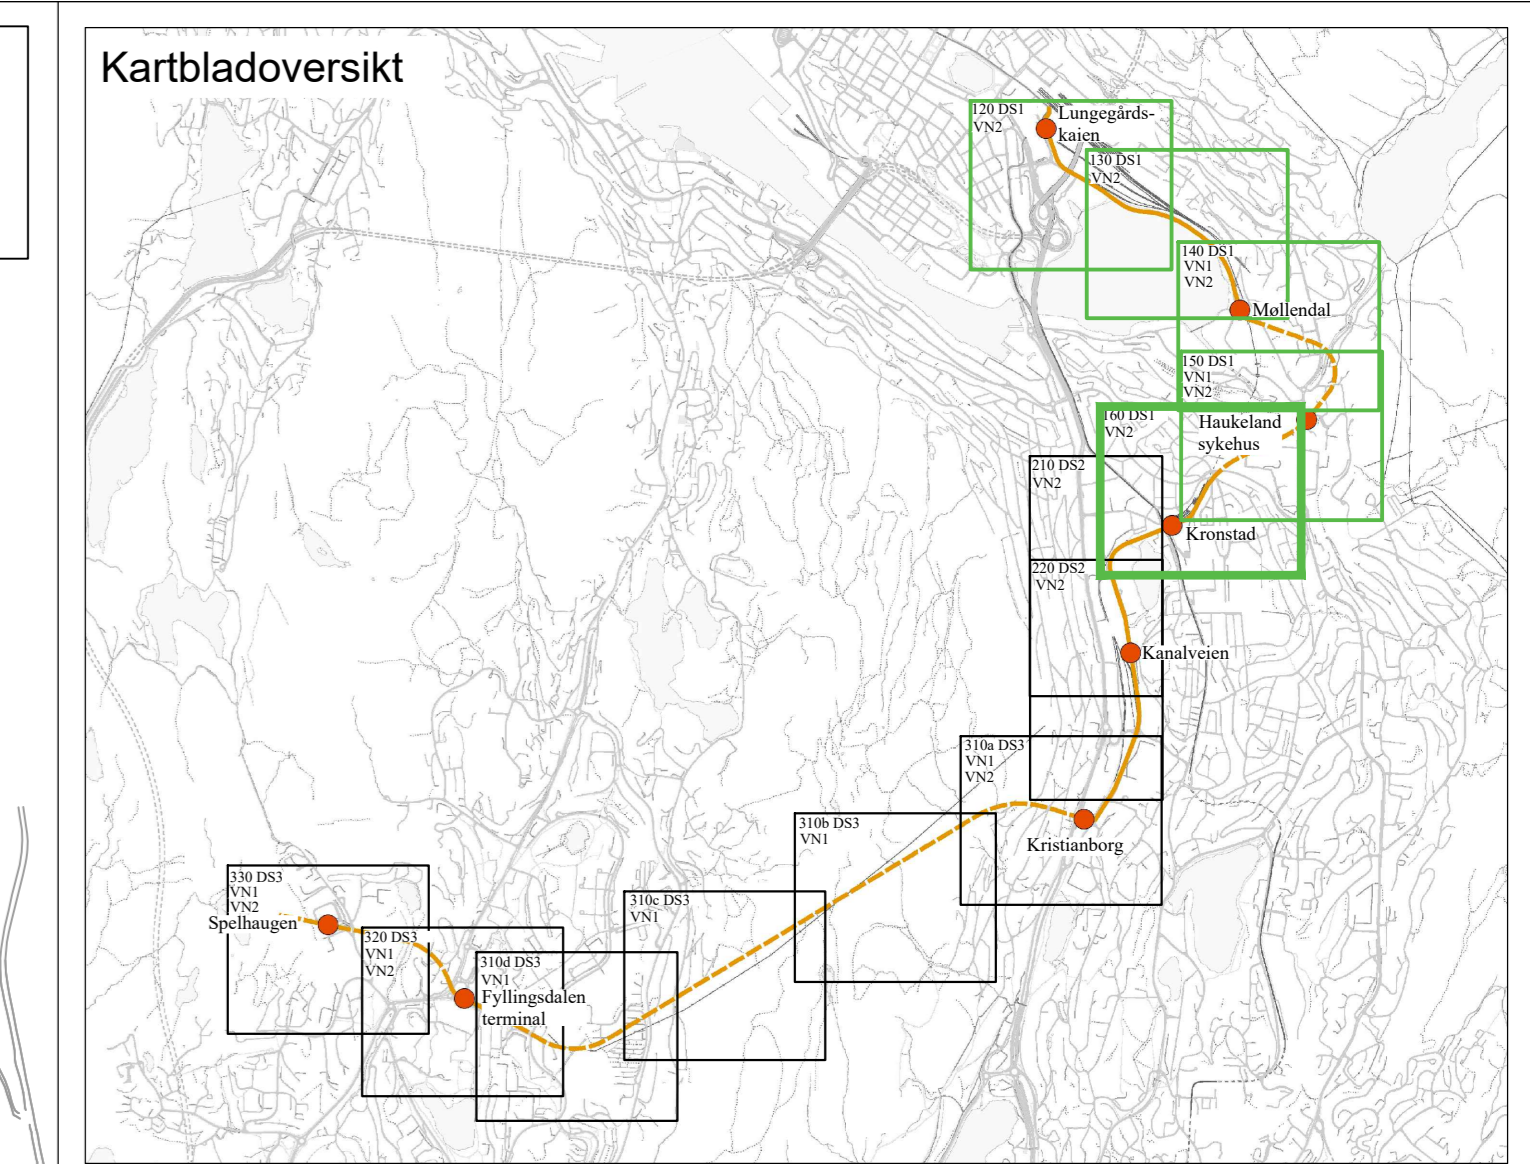 Kartbladoversikt
120 DS1
VN2
Lungegårds-
kaien
130 DS1
VN2
140 DS1
VN1
VN2
Møllendal
150 DS1
VN1
VN2
160 DS1
VN2
Haukeland
sykehus
210 DS2
VN2
Kronstad
220 DS2
VN2
Kanalveien
310a DS3
VN1
VN2
310b DS3
VN1
Kristianborg
330 DS3
VN1
VN2
Spelhaugen
310c DS3
VN1
320 DS3
VN1
VN2
310d DS3
VN1
Fyllingsdalen
terminal